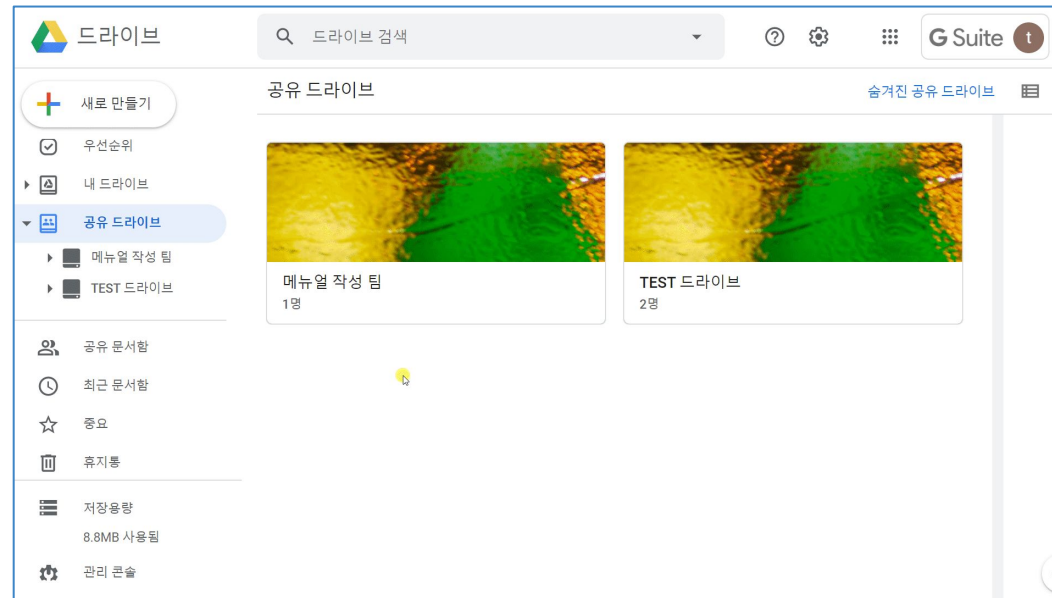 드라이브
드라이브 검색
G Suite
t
새로 만들기
공유 드라이브
숨겨진 공유 드라이브
우선순위
내 드라이브
공유 드라이브
메뉴얼 작성 팀
TEST 드라이브
메뉴얼 작성 팀
1명
TEST 드라이브
2명
공유 문서함
최근 문서함
중요
휴지통
저장용량
8.8MB 사용됨
관리 콘솔